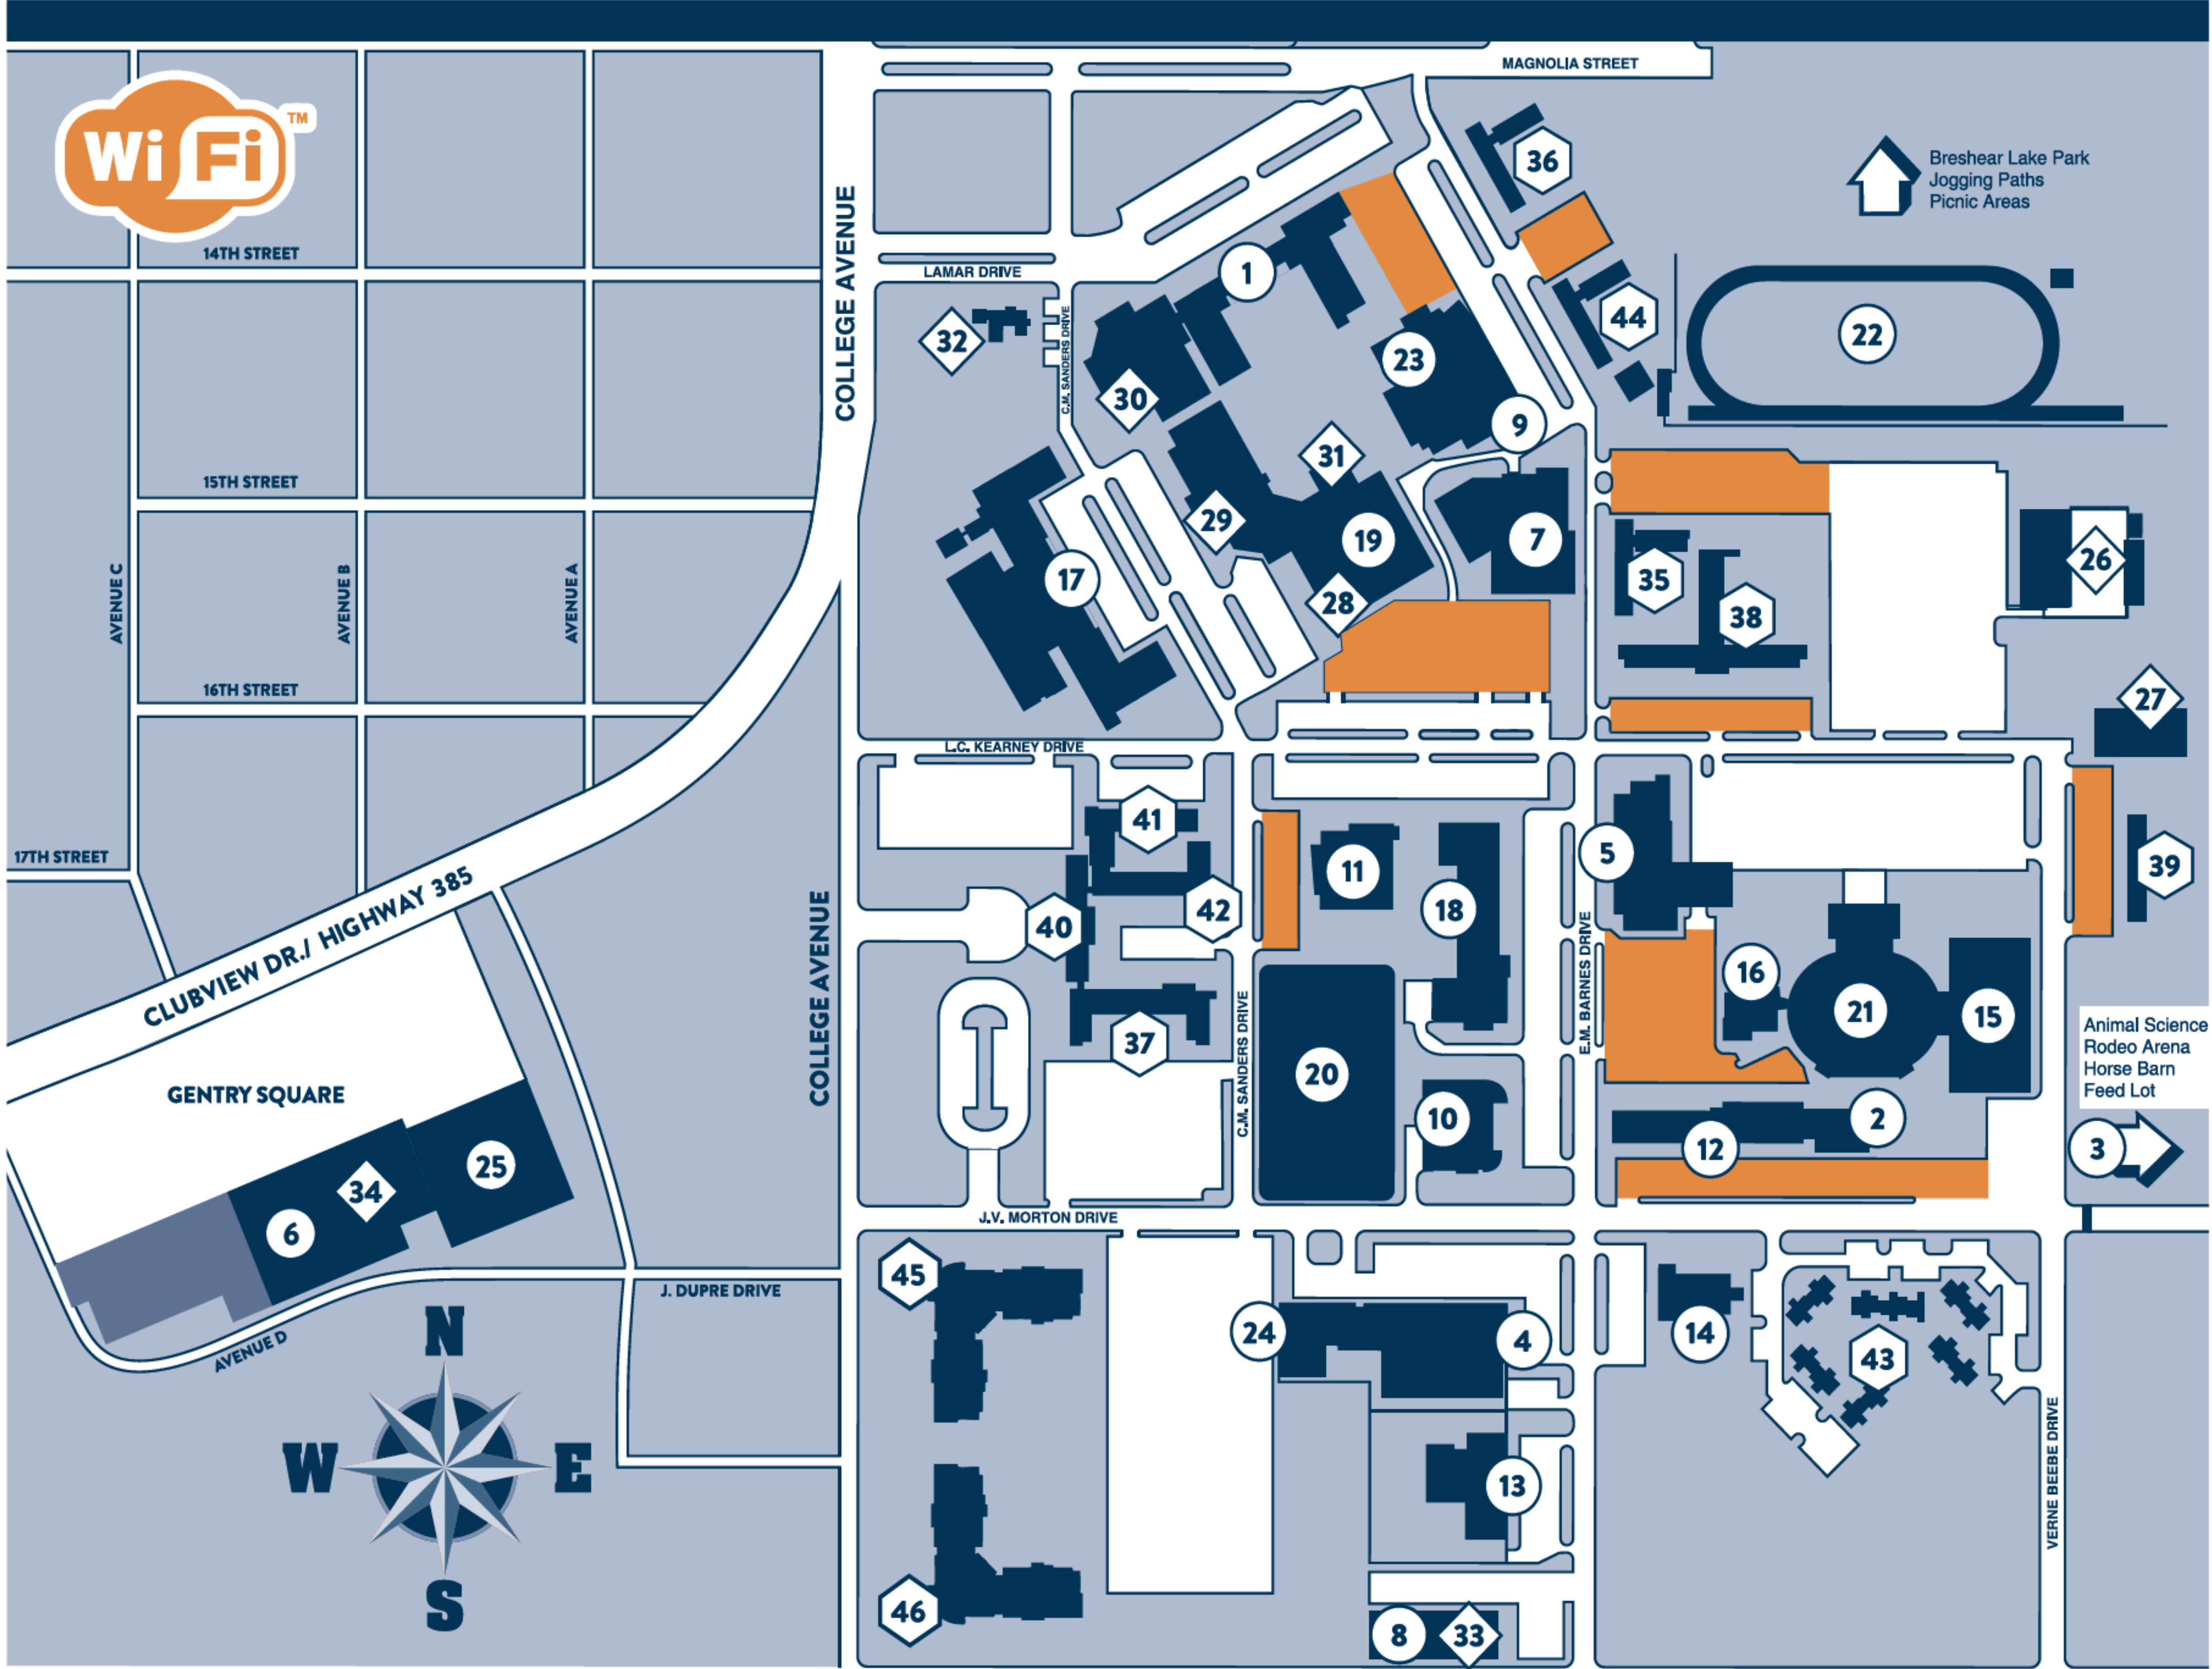 MAGNOLIA STREET
WiFi™
Breshear Lake Park
Jogging Paths
Picnic Areas
36
14TH STREET
LAMAR DRIVE
COLLEGE AVENUE
1
44
22
32
C.M. SANDERS DRIVE
30
23
9
31
15TH STREET
29
19
7
26
AVENUE C
AVENUE B
AVENUE A
17
28
35
38
16TH STREET
27
L.C. KEARNEY DRIVE
41
5
17TH STREET
11
39
CLUBVIEW DR./ HIGHWAY 385
40
42
18
COLLEGE AVENUE
E.M. BARNES DRIVE
16
21
15
37
C.M. SANDERS DRIVE
20
Animal Science
Rodeo Arena
Horse Barn
Feed Lot
GENTRY SQUARE
10
2
12
3
25
34
6
J.V. MORTON DRIVE
45
J. DUPRE DRIVE
AVENUE D
24
4
14
43
N
W
E
S
13
VERNE BEEBE DRIVE
46
8
33